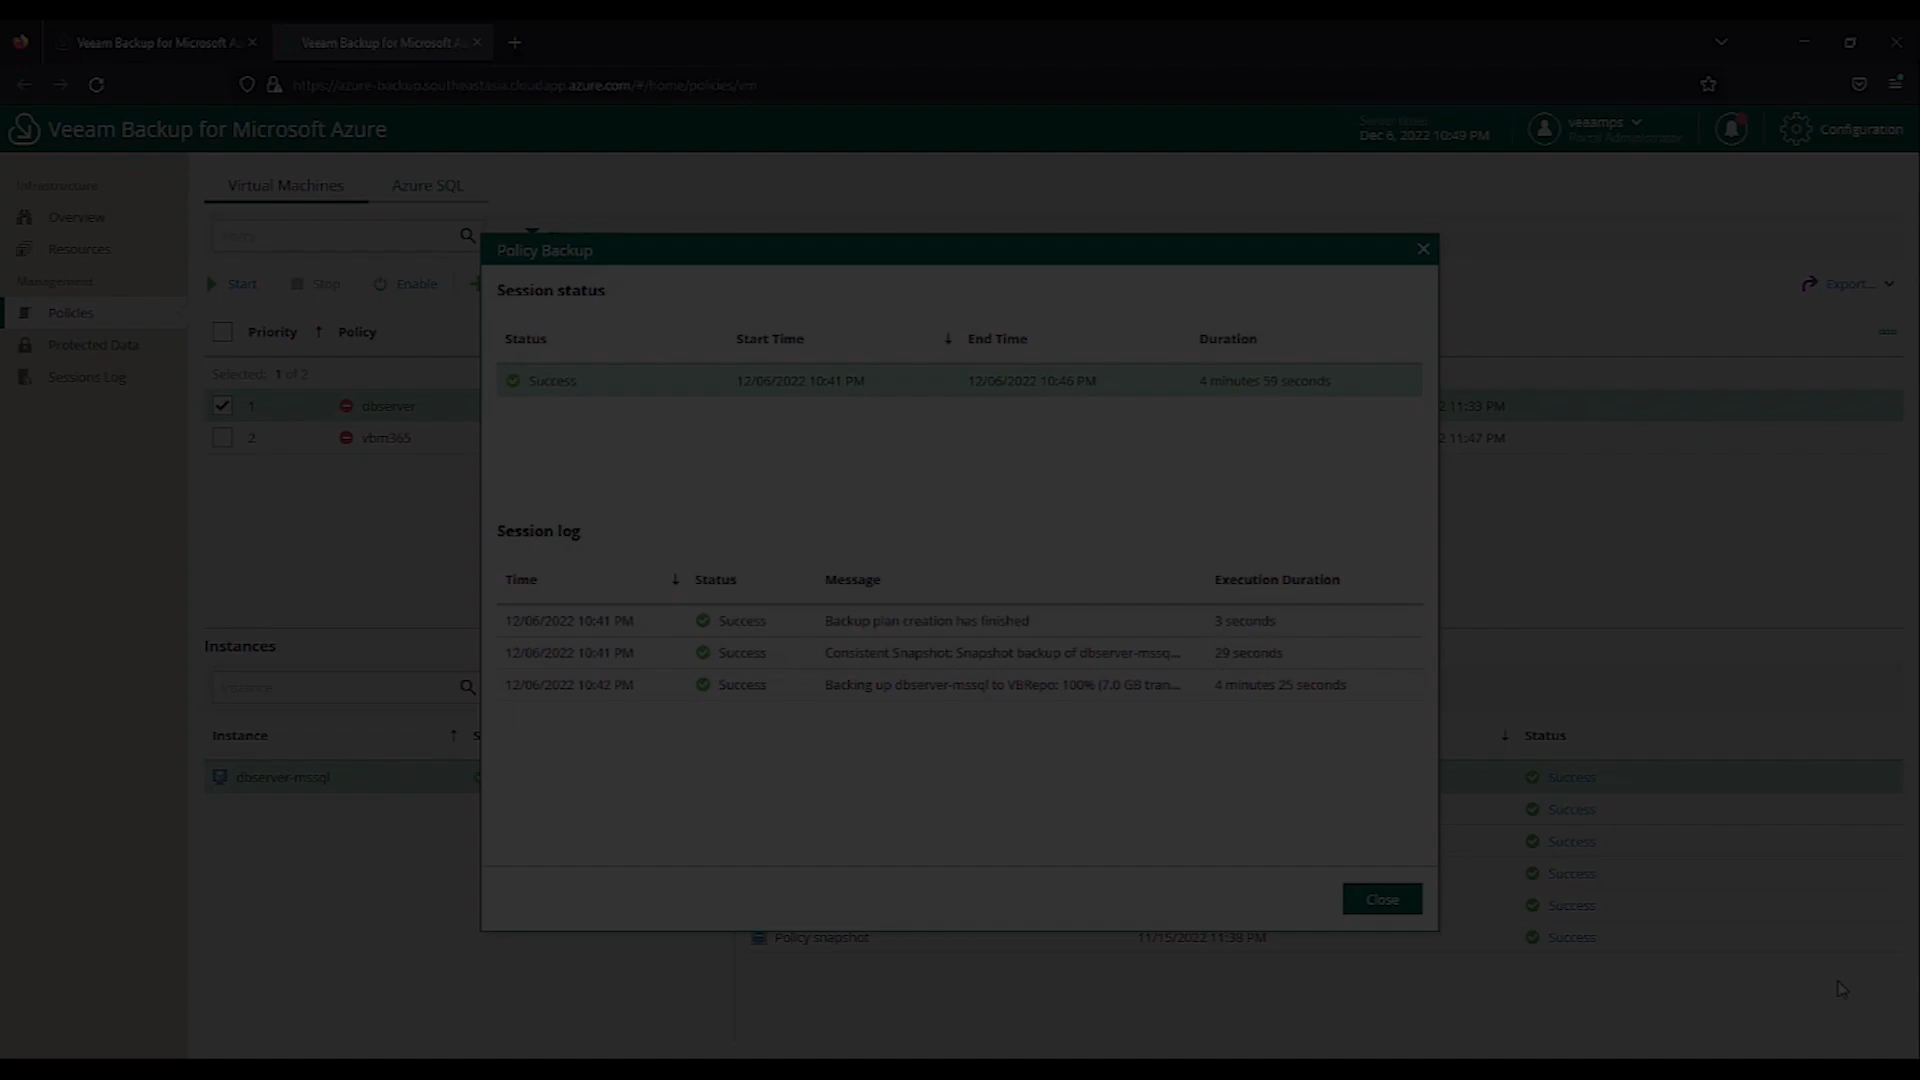 Veeam Backup for Microsoft A
Veeam Backup for Microsoft A
https://azure-backup.southeastasia.cloudapp.azure.com/#/home/policies/vm
Veeam Backup for Microsoft Azure
Server time:
Dec 6, 2022 10:49 PM
veeamps
Portal Administrator
Configuration
Infrastructure
Overview
Resources
Management
Policies
Protected Data
Sessions Log
Virtual Machines
Azure SQL
Policy
Start
Stop
Enable
Export...
Priority
Policy
Selected: 1 of 2
1
dbserver
2 11:33 PM
2
vbm365
2 11:47 PM
Policy Backup
Session status
Status
Start Time
End Time
Duration
Success
12/06/2022 10:41 PM
12/06/2022 10:46 PM
4 minutes 59 seconds
Session log
Time
Status
Message
Execution Duration
12/06/2022 10:41 PM
Success
Backup plan creation has finished
3 seconds
12/06/2022 10:41 PM
Success
Consistent Snapshot: Snapshot backup of dbserver-mssq...
29 seconds
12/06/2022 10:42 PM
Success
Backing up dbserver-mssql to VBRepo: 100% (7.0 GB tran...
4 minutes 25 seconds
Close
Instances
Instance
Instance
S
Status
dbserver-mssql
Success
Success
Success
Success
Success
Policy snapshot
11/15/2022 11:38 PM
Success